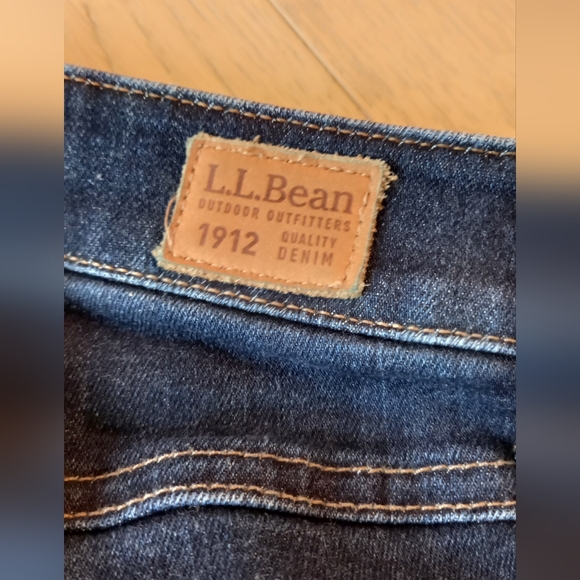 L.L.Bean
OUTDOOR OUTFITTERS
1912 QUALITY DENIM